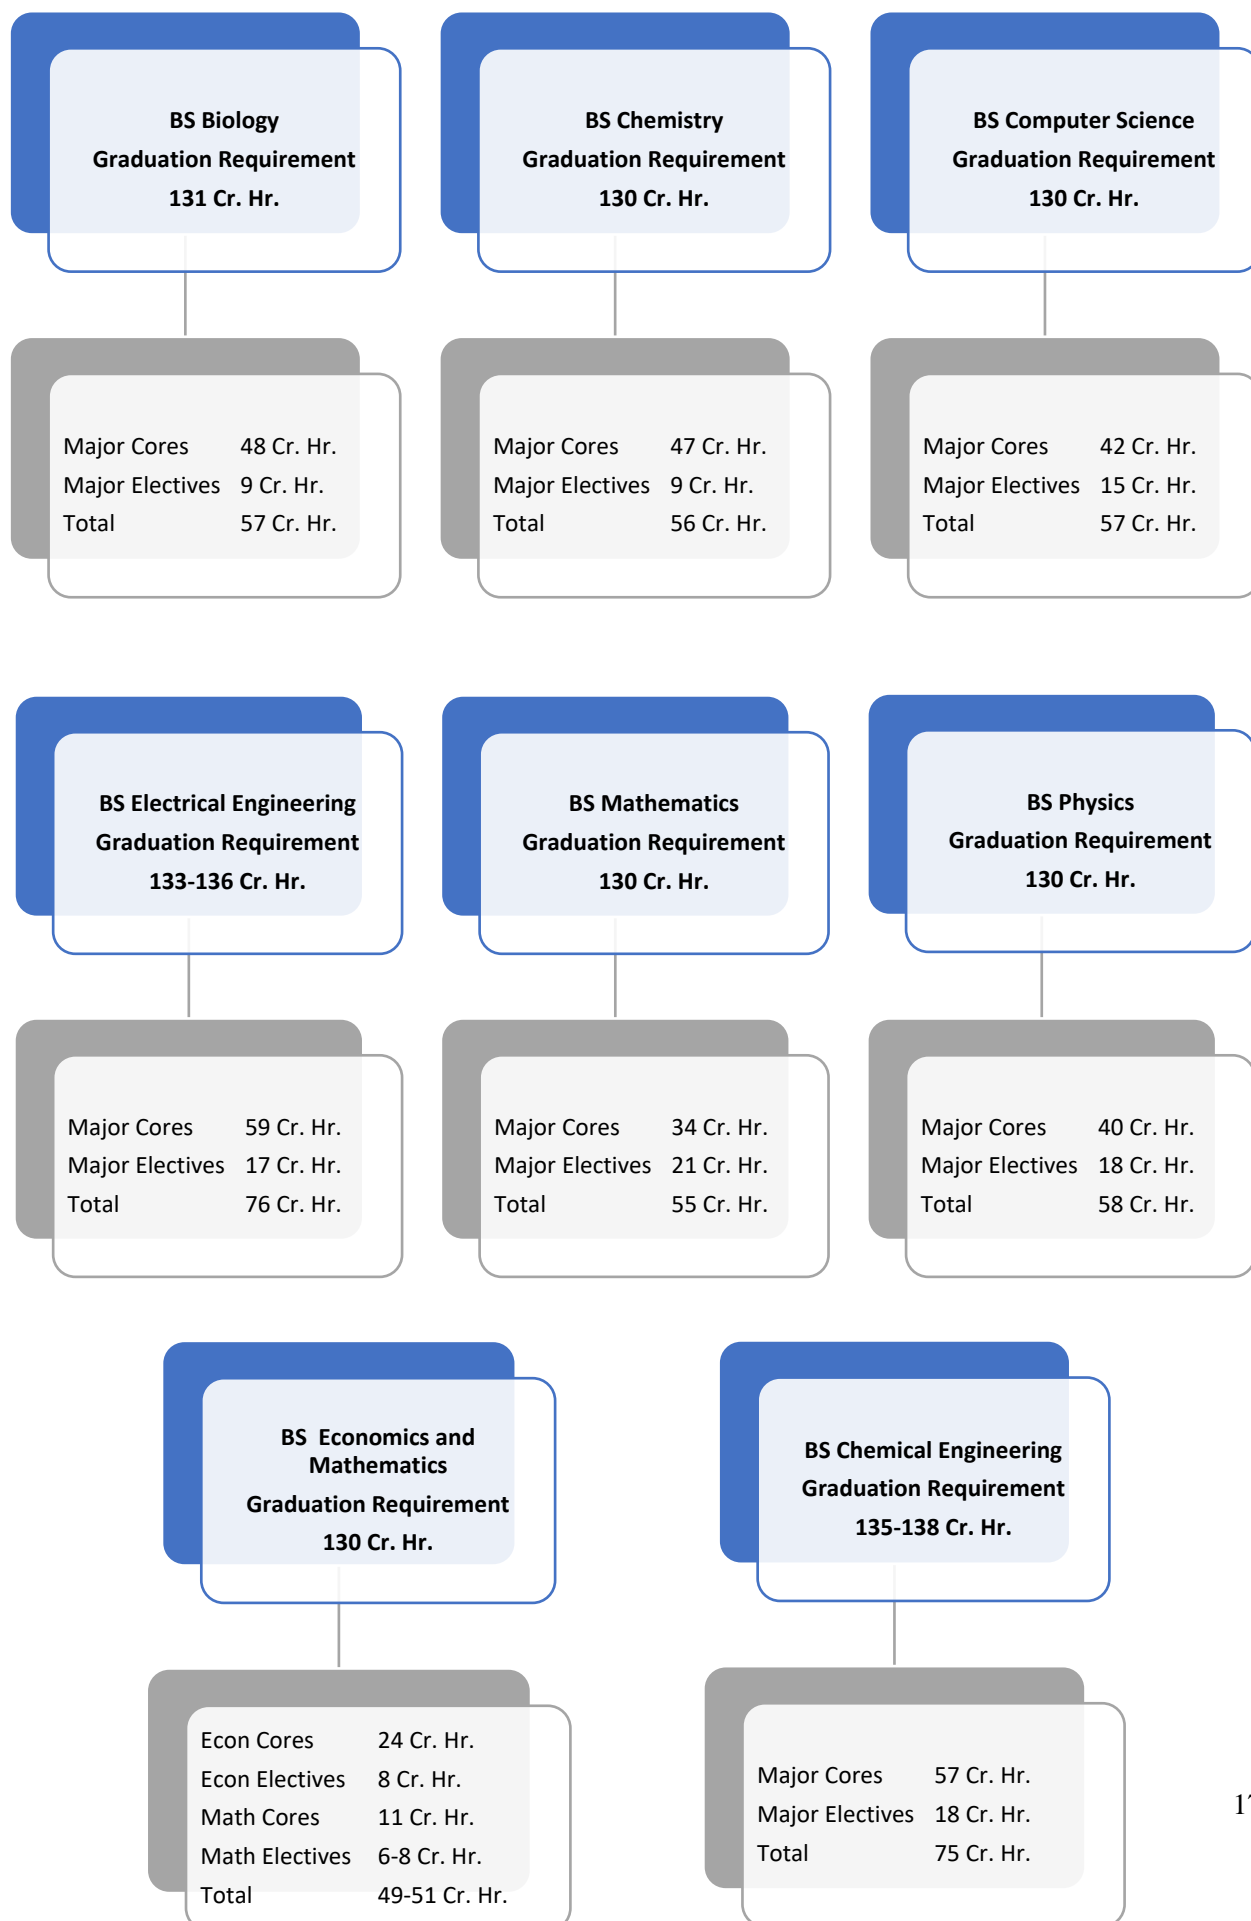 BS Biology
Graduation Requirement
131 Cr. Hr.
BS Chemistry
Graduation Requirement
130 Cr. Hr.
BS Computer Science
Graduation Requirement
130 Cr. Hr.
Major Cores 48 Cr. Hr.
Major Electives 9 Cr. Hr.
Total 57 Cr. Hr.
Major Cores 47 Cr. Hr.
Major Electives 9 Cr. Hr.
Total 56 Cr. Hr.
Major Cores 42 Cr. Hr.
Major Electives 15 Cr. Hr.
Total 57 Cr. Hr.
BS Electrical Engineering
Graduation Requirement
133-136 Cr. Hr.
BS Mathematics
Graduation Requirement
130 Cr. Hr.
BS Physics
Graduation Requirement
130 Cr. Hr.
Major Cores 59 Cr. Hr.
Major Electives 17 Cr. Hr.
Total 76 Cr. Hr.
Major Cores 34 Cr. Hr.
Major Electives 21 Cr. Hr.
Total 55 Cr. Hr.
Major Cores 40 Cr. Hr.
Major Electives 18 Cr. Hr.
Total 58 Cr. Hr.
BS Economics and
Mathematics
Graduation Requirement
130 Cr. Hr.
BS Chemical Engineering
Graduation Requirement
135-138 Cr. Hr.
Econ Cores 24 Cr. Hr.
Econ Electives 8 Cr. Hr.
Math Cores 11 Cr. Hr.
Math Electives 6-8 Cr. Hr.
Total 49-51 Cr. Hr.
Major Cores 57 Cr. Hr.
Major Electives 18 Cr. Hr.
Total 75 Cr. Hr.